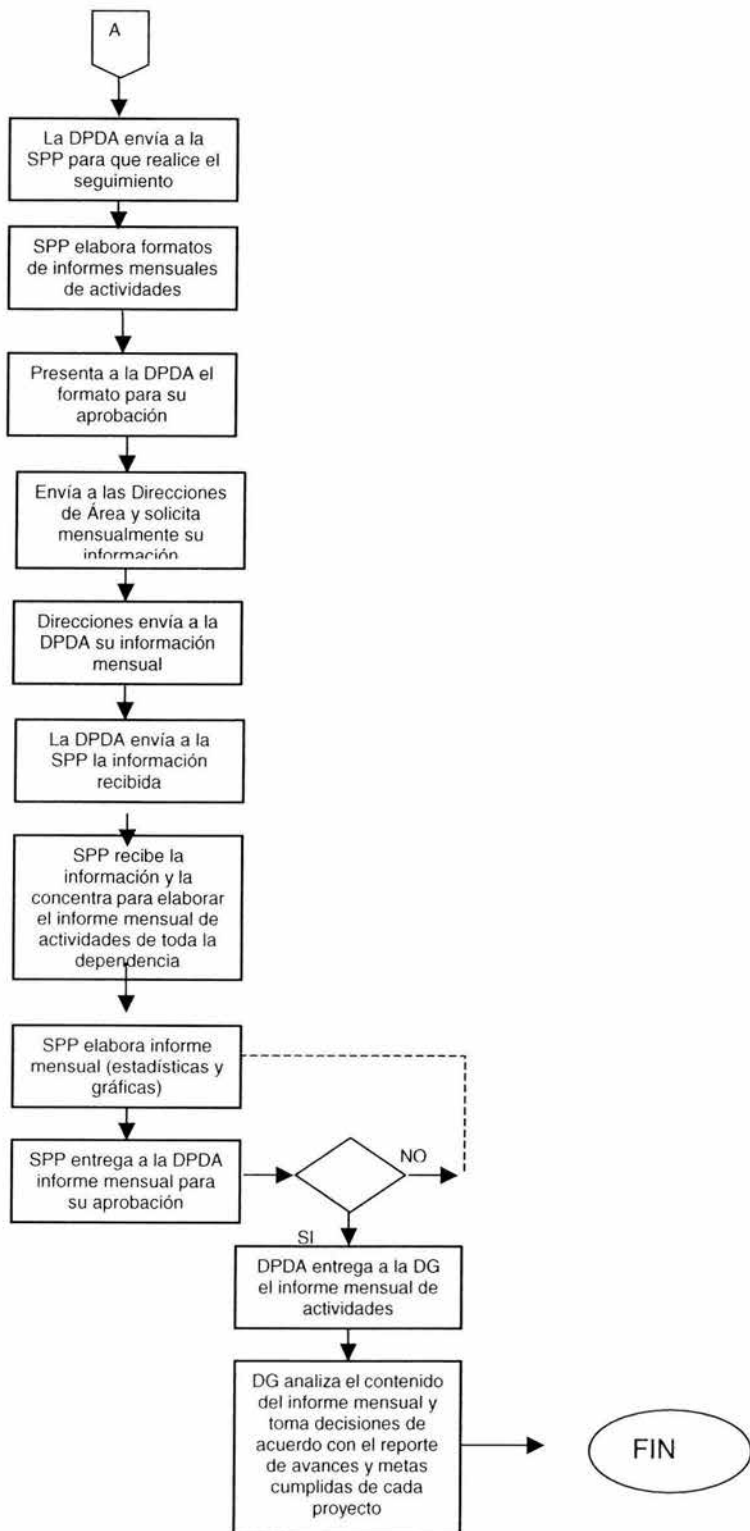 A
La DPDA envía a la
SPP para que realice el
seguimiento
SPP elabora formatos
de informes mensuales
de actividades
Presenta a la DPDA el
formato para su
aprobación
Envía a las Direcciones
de Área y solicita
mensualmente su
información
Direcciones envía a la
DPDA su información
mensual
La DPDA envía a la
SPP la información
recibida
SPP recibe la
información y la
concentra para elaborar
el informe mensual de
actividades de toda la
dependencia
SPP elabora informe
mensual (estadísticas y
gráficas)
SPP entrega a la DPDA
informe mensual para
su aprobación
NO
SI
DPDA entrega a la DG
el informe mensual de
actividades
DG analiza el contenido
del informe mensual y
toma decisiones de
acuerdo con el reporte
de avances y metas
cumplidas de cada
proyecto
FIN